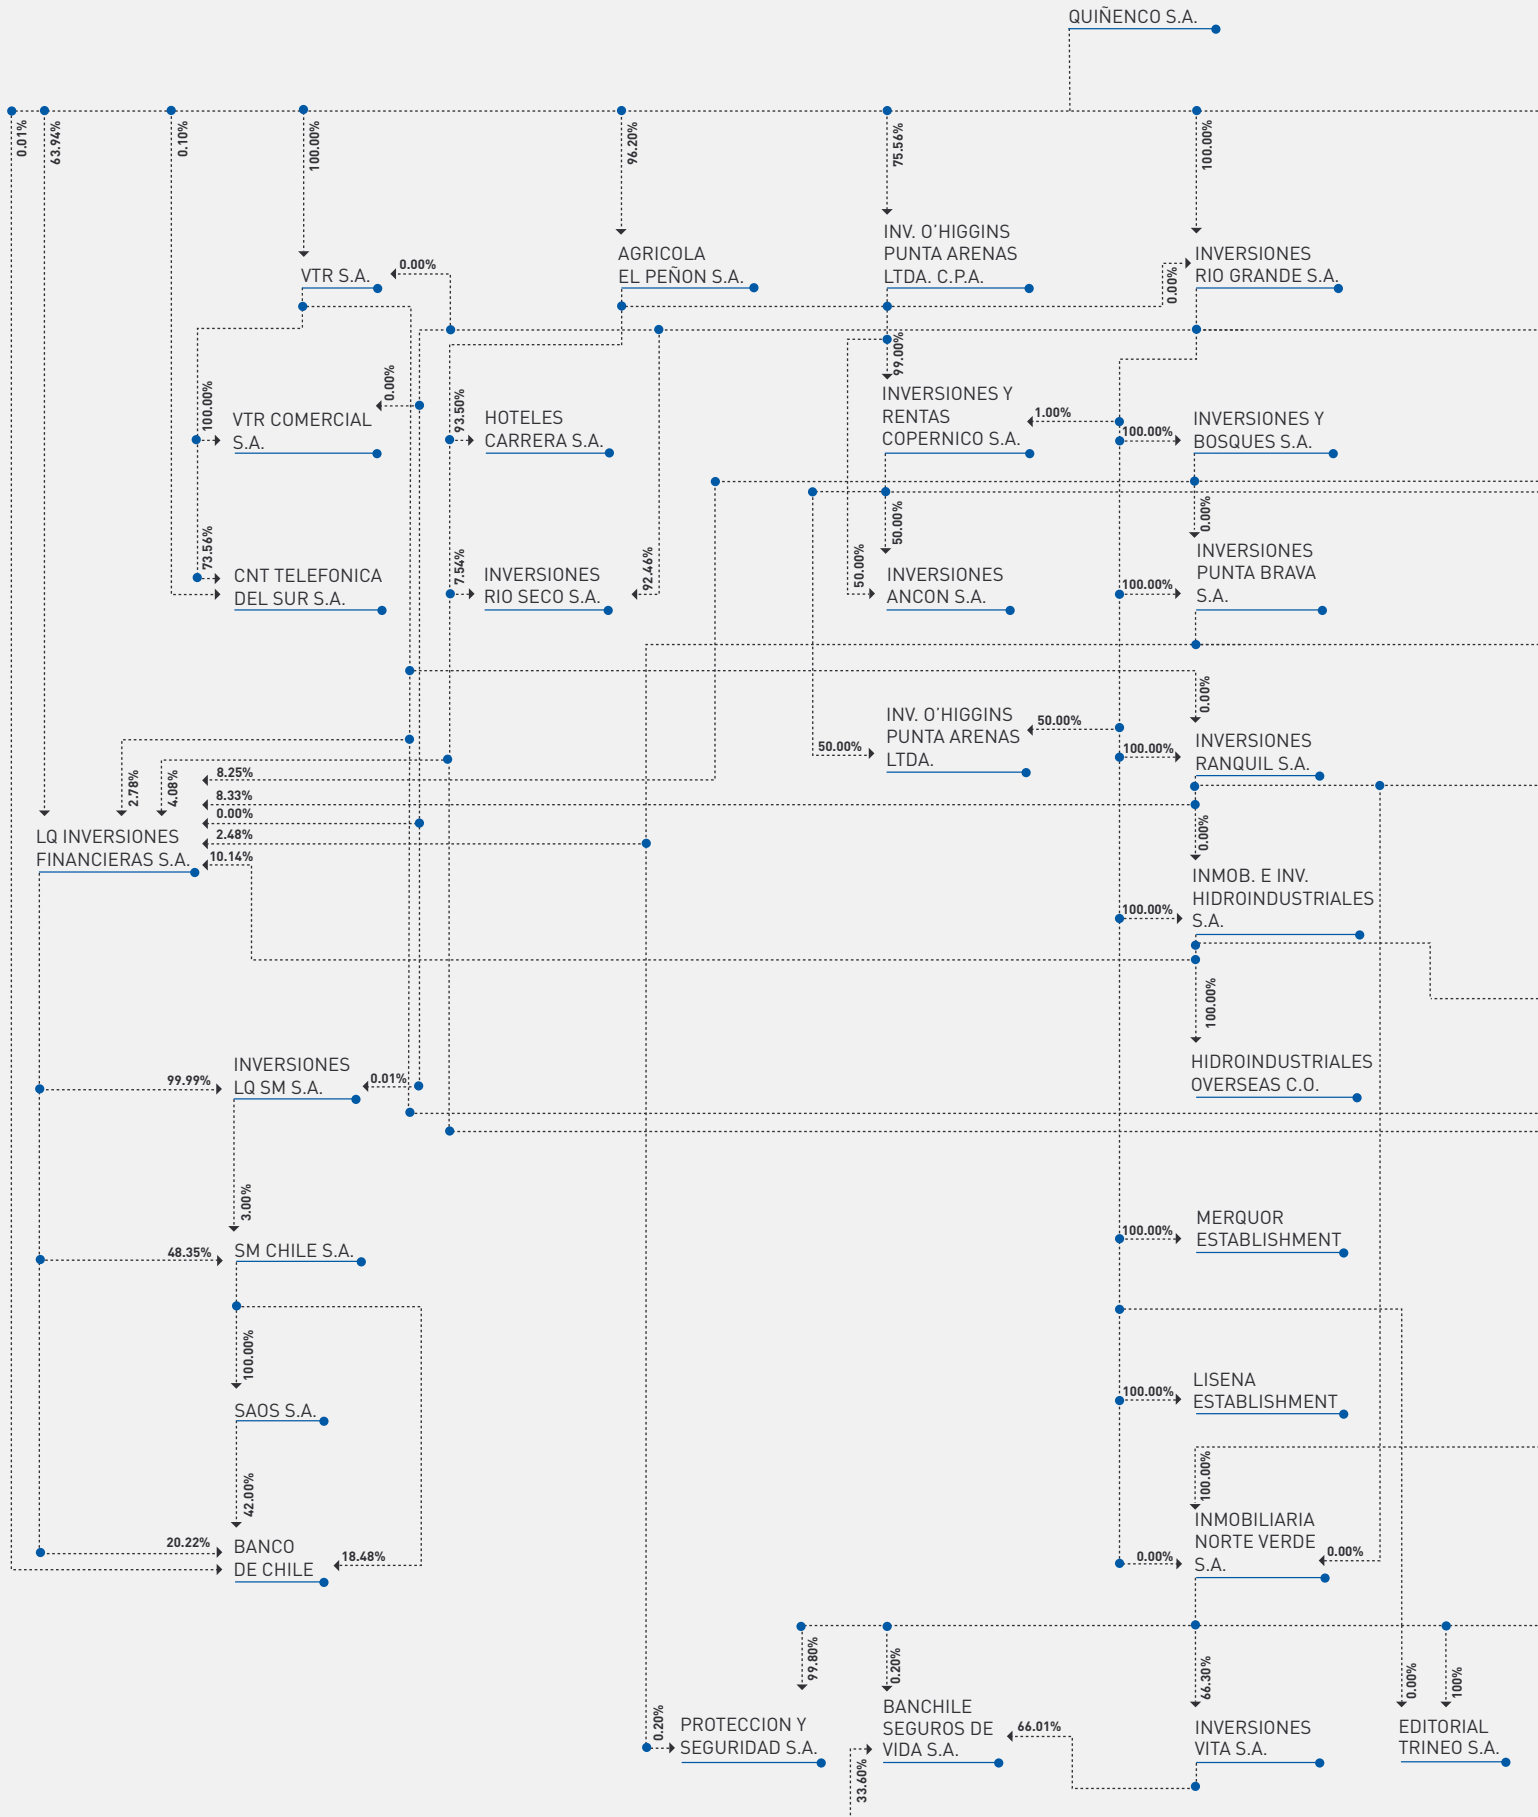 QUIÑENCO S.A.
0.01%
63.94%
0.10%
100.00%
96.20%
75.56%
100.00%
VTR S.A.
0.00%
AGRICOLA
EL PEÑON S.A.
INV. O'HIGGINS
PUNTA ARENAS
LTDA. C.P.A.
0.00%
INVERSIONES
RIO GRANDE S.A.
100.00%
VTR COMERCIAL
S.A.
0.00%
93.50%
HOTELES
CARRERA S.A.
99.00%
INVERSIONES Y
RENTAS
COPERNICO S.A.
1.00%
100.00%
INVERSIONES Y
BOSQUES S.A.
73.56%
CNT TELEFONICA
DEL SUR S.A.
7.54%
INVERSIONES
RIO SECO S.A.
92.46%
50.00%
50.00%
INVERSIONES
ANCON S.A.
0.00%
100.00%
INVERSIONES
PUNTA BRAVA
S.A.
0.00%
50.00%
INV. O'HIGGINS
PUNTA ARENAS
LTDA.
50.00%
100.00%
INVERSIONES
RANQUIL S.A.
2.78%
4.08%
8.25%
8.33%
0.00%
2.48%
10.14%
LQ INVERSIONES
FINANCIERAS S.A.
0.00%
100.00%
INMOB. E INV.
HIDROINDUSTRIALES
S.A.
100.00%
HIDROINDUSTRIALES
OVERSEAS C.O.
99.99%
INVERSIONES
LQ SM S.A.
0.01%
3.00%
48.35%
SM CHILE S.A.
100.00%
MERQUOR
ESTABLISHMENT
100.00%
SAOS S.A.
100.00%
LISENA
ESTABLISHMENT
42.00%
20.22%
BANCO
DE CHILE
18.48%
100.00%
0.00%
INMOBILIARIA
NORTE VERDE
S.A.
0.00%
99.80%
0.20%
66.30%
0.00%
100%
0.20%
PROTECCION Y
SEGURIDAD S.A.
33.60%
BANCHILE
SEGUROS DE
VIDA S.A.
66.01%
INVERSIONES
VITA S.A.
EDITORIAL
TRINEO S.A.